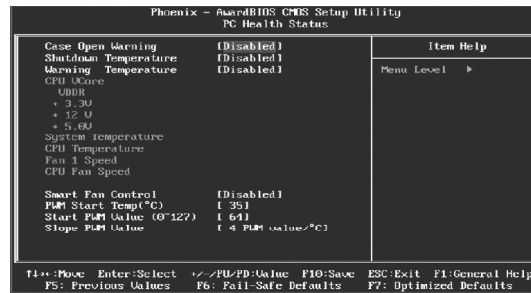 Phoenix – AwardBIOS CMOS Setup Utility
PC Health Status
Case Open Warning [Disabled]
Shutdown Temperature [Disabled]
Warning Temperature [Disabled]
CPU VCore
VDDR
+ 3.3V
+ 12 V
+ 5.0V
System Temperature
CPU Temperature
Fan 1 Speed
CPU Fan Speed
Smart Fan Control [Disabled]
PWM Start Temp(°C) [ 35]
Start PWM Value (0~127) [ 64]
Slope PWM Value [ 4 PWM value/°C]
Item Help
Menu Level ▶
↑↓→←:Move Enter:Select +/-/PU/PD:Value F10:Save ESC:Exit F1:General Help
F5: Previous Values F6: Fail-Safe Defaults F7: Optimized Defaults